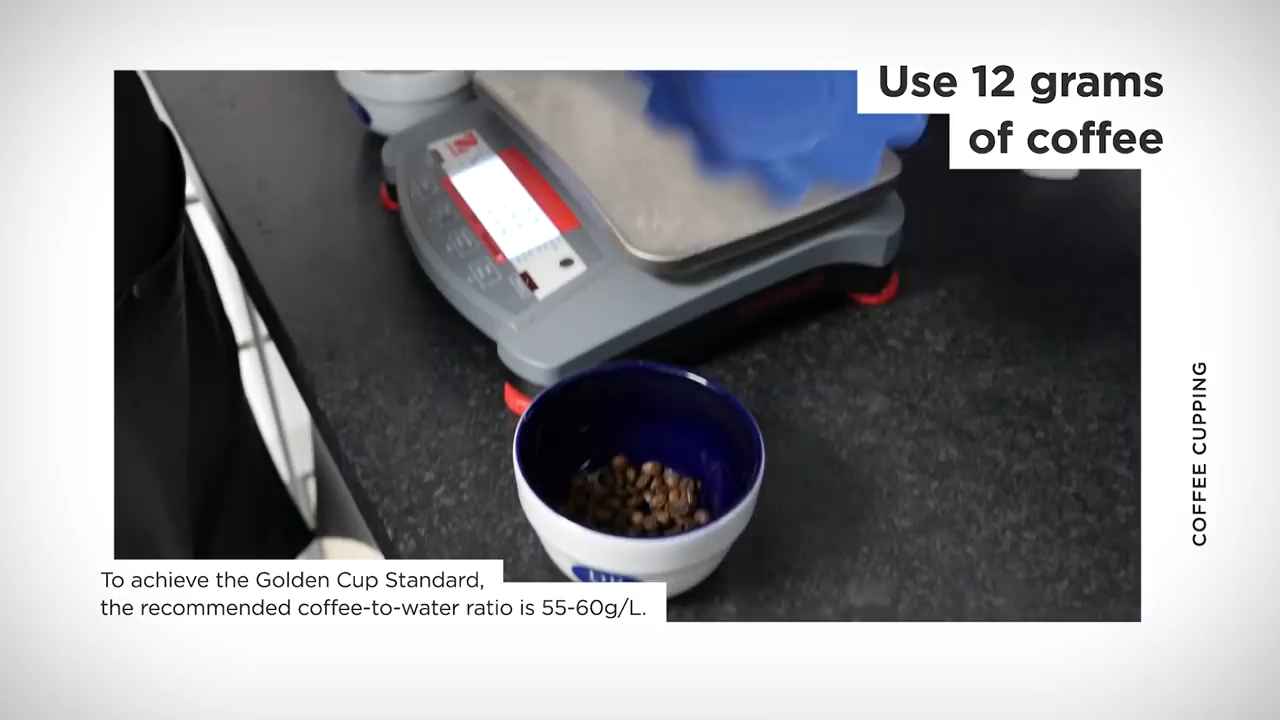 Use 12 grams
of coffee
COFFEE CUPPING
To achieve the Golden Cup Standard,
the recommended coffee-to-water ratio is 55-60g/L.